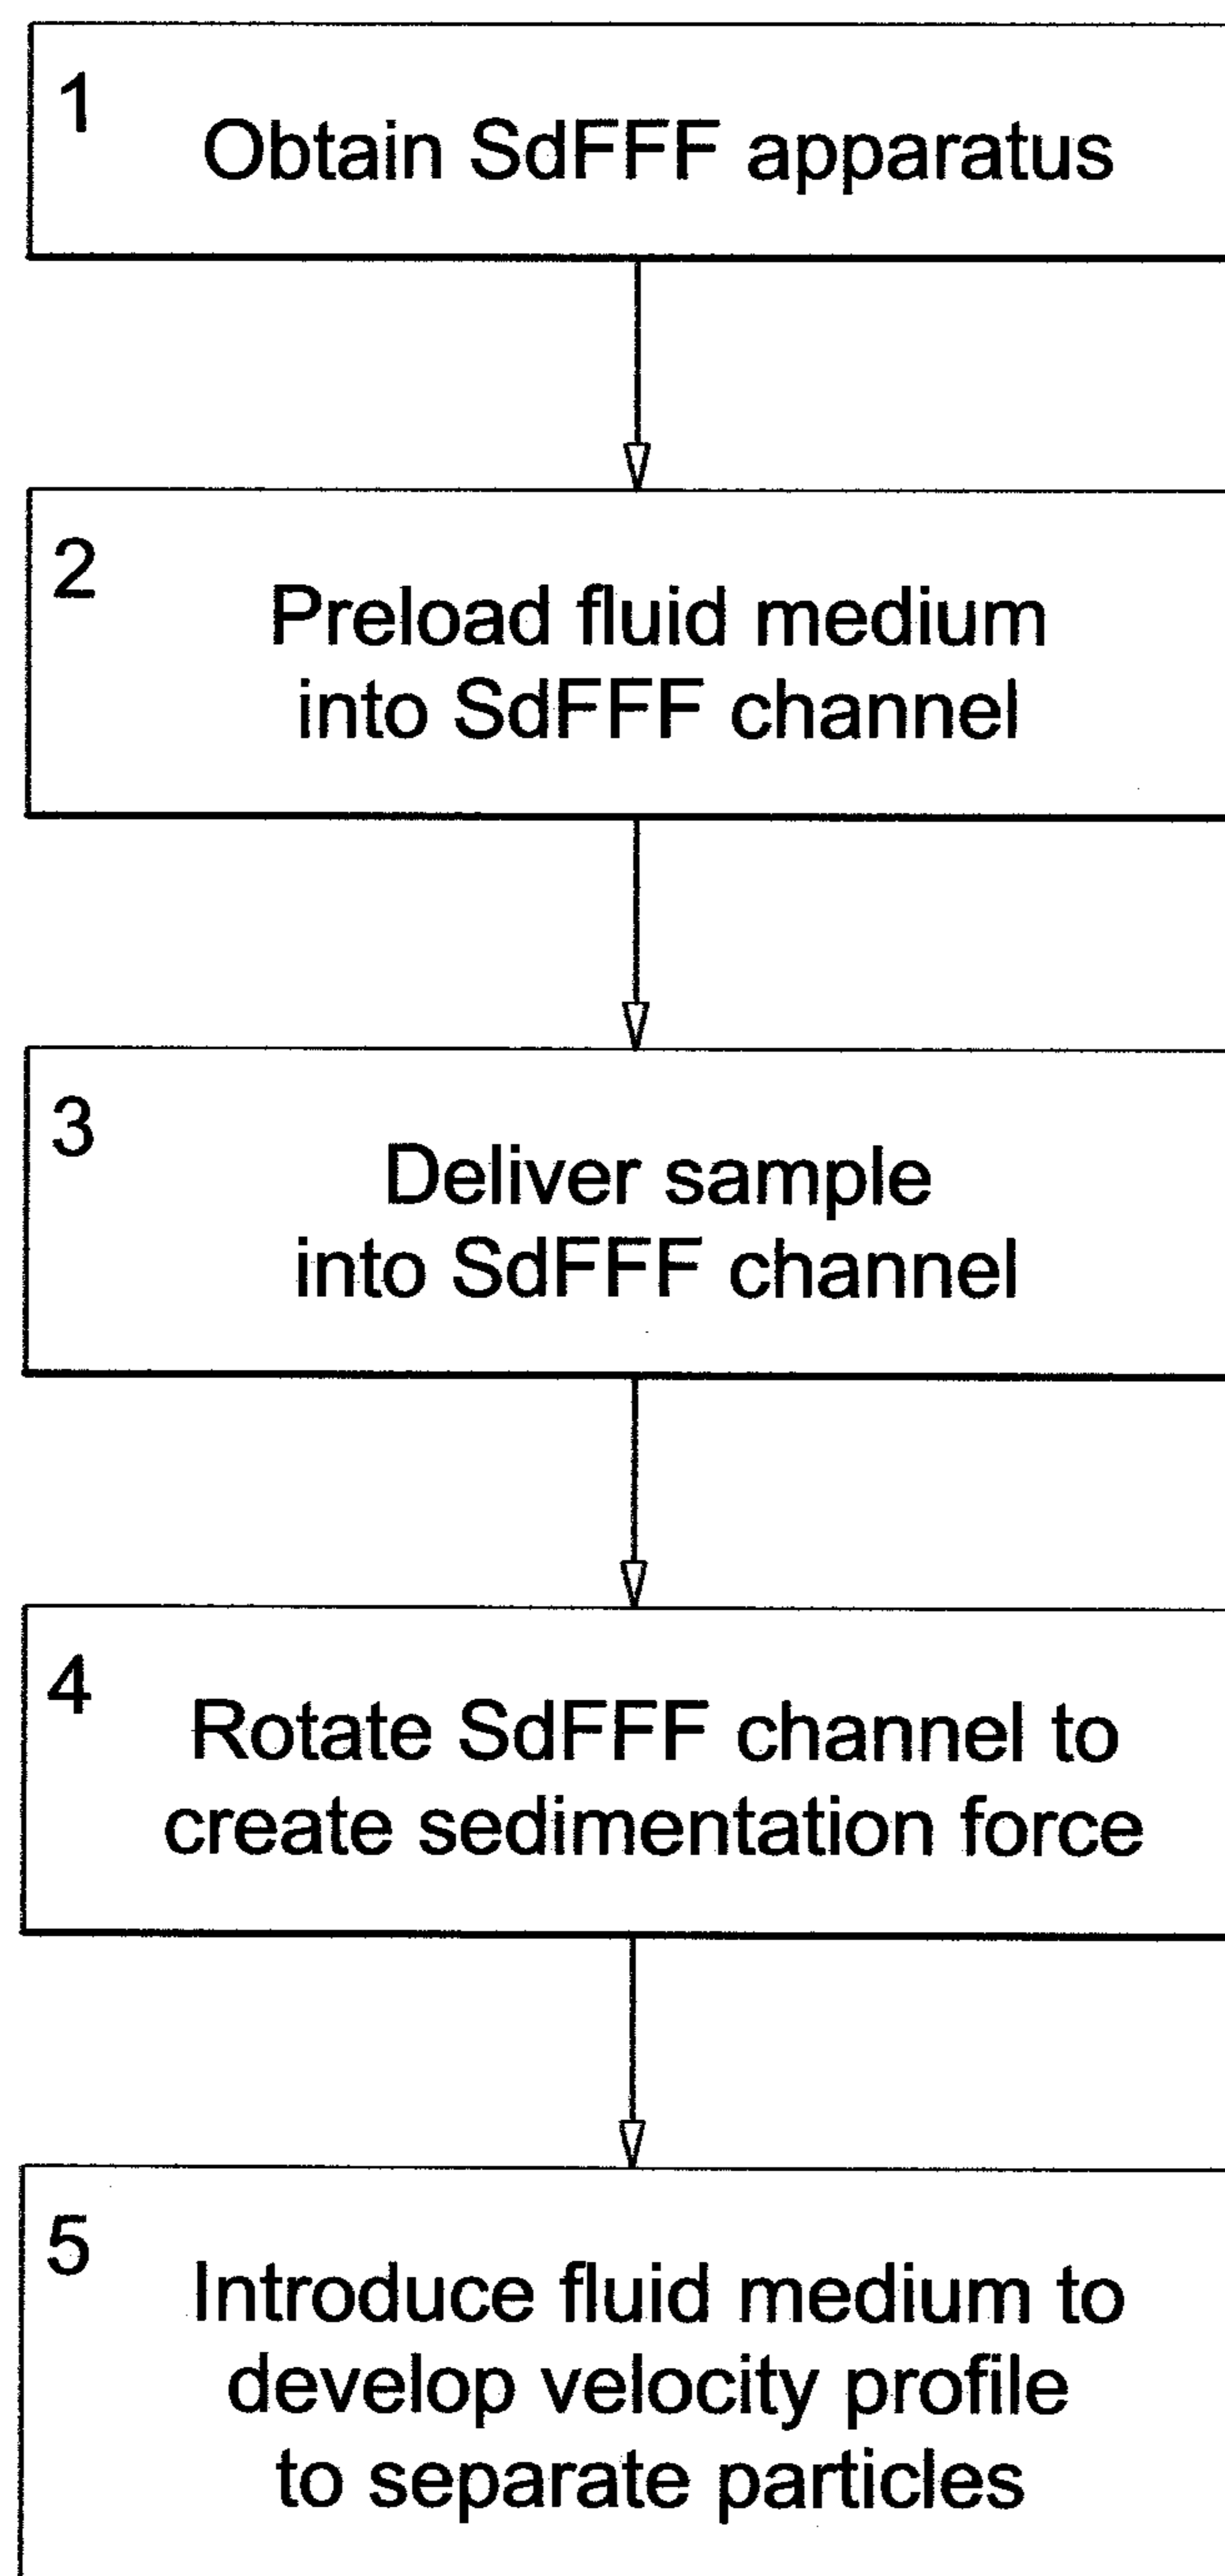 1
Obtain SdFFF apparatus
2
Preload fluid medium
into SdFFF channel
3
Deliver sample
into SdFFF channel
4
Rotate SdFFF channel to
create sedimentation force
5
Introduce fluid medium to
develop velocity profile
to separate particles